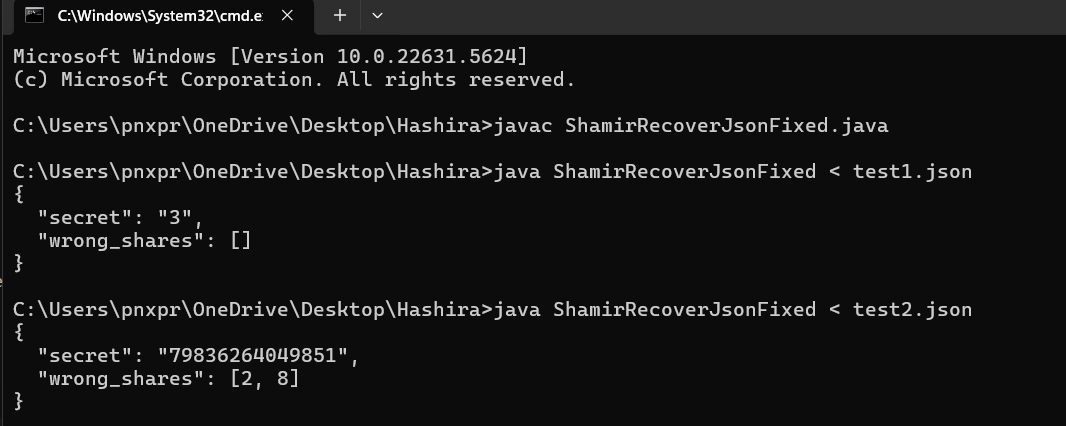 C:\Windows\System32\cmd.e
Microsoft Windows [Version 10.0.22631.5624]
(c) Microsoft Corporation. All rights reserved.
C:\Users\pnxpr\OneDrive\Desktop\Hashira>javac ShamirRecoverJsonFixed.java
C:\Users\pnxpr\OneDrive\Desktop\Hashira>java ShamirRecoverJsonFixed < test1.json
{
  "secret": "3",
  "wrong_shares": []
}
C:\Users\pnxpr\OneDrive\Desktop\Hashira>java ShamirRecoverJsonFixed < test2.json
{
  "secret": "79836264049851",
  "wrong_shares": [2, 8]
}